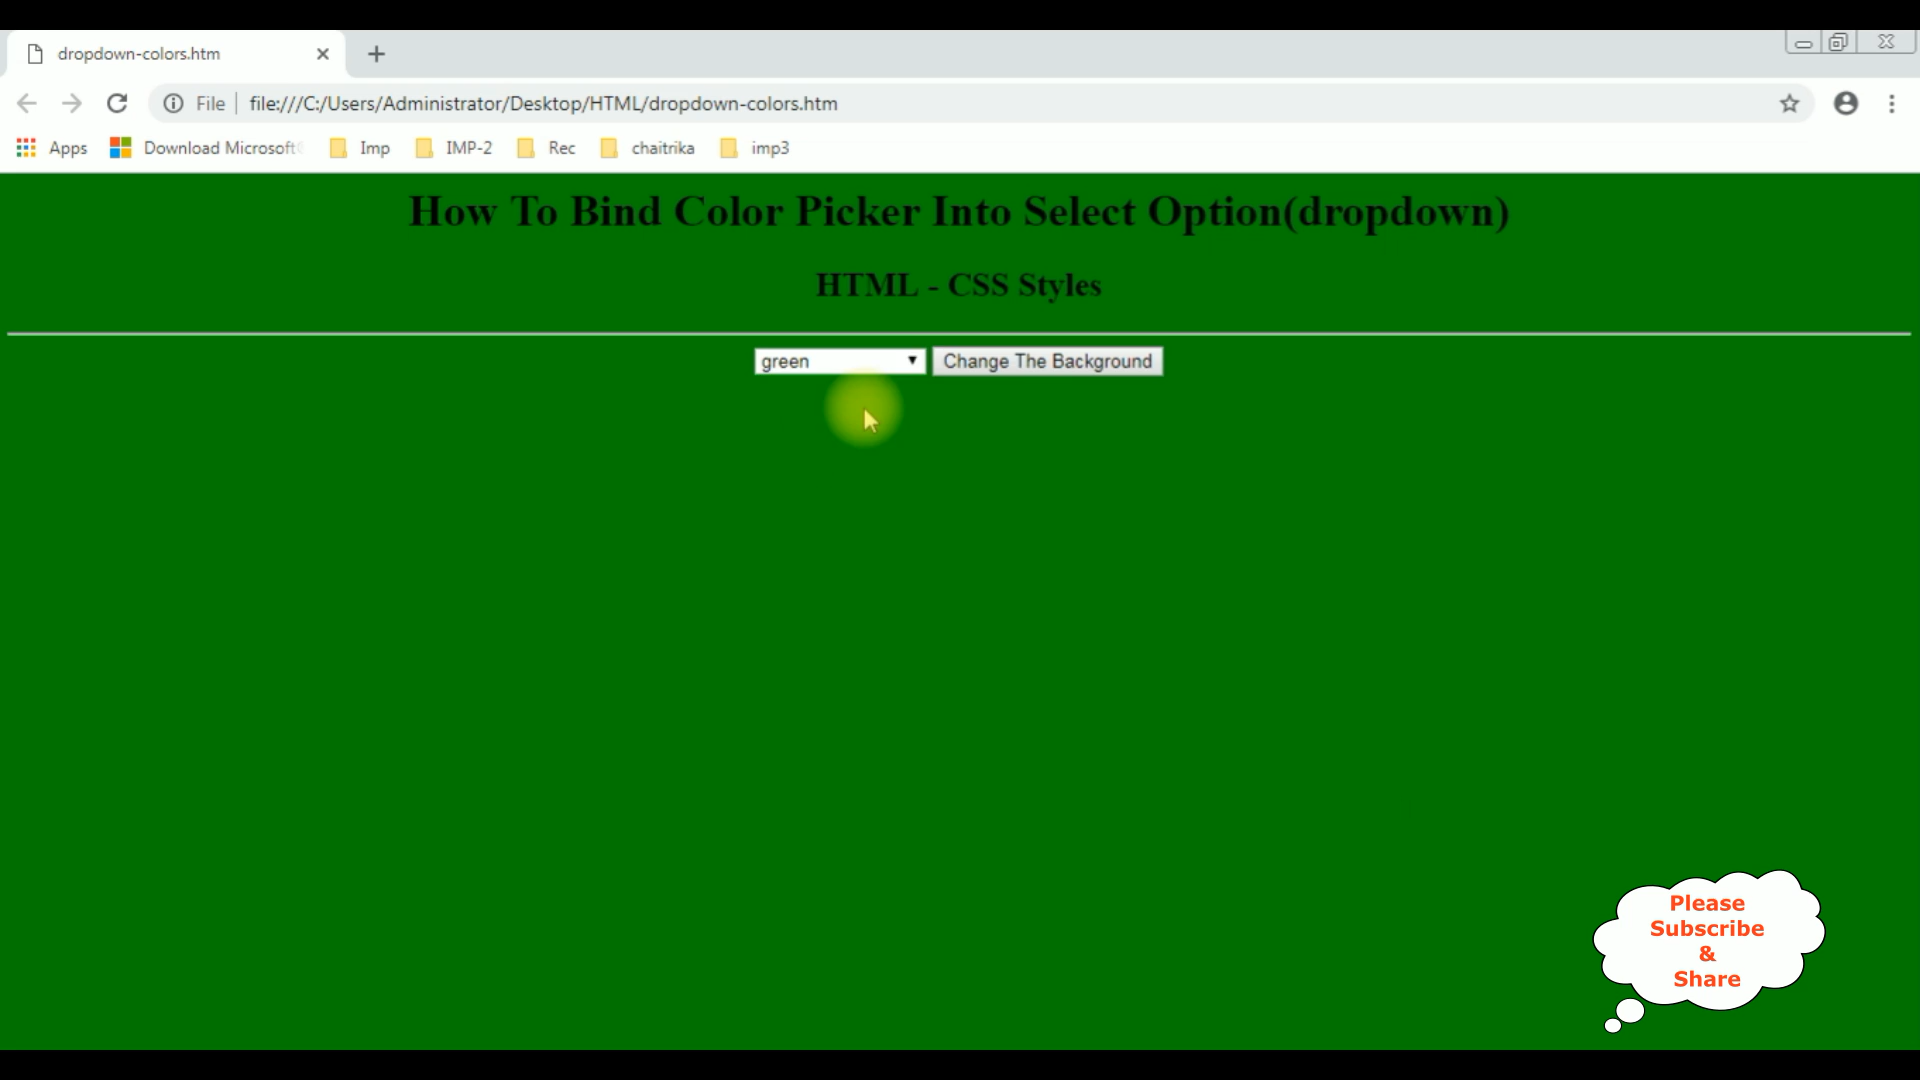 dropdown-colors.htm
File
file:///C:/Users/Administrator/Desktop/HTML/dropdown-colors.htm
Apps
Download Microsoft
Imp
IMP-2
Rec
chaitrika
imp3
How To Bind Color Picker Into Select Option(dropdown)
HTML - CSS Styles
green
Change The Background
Please
Subscribe
&
Share